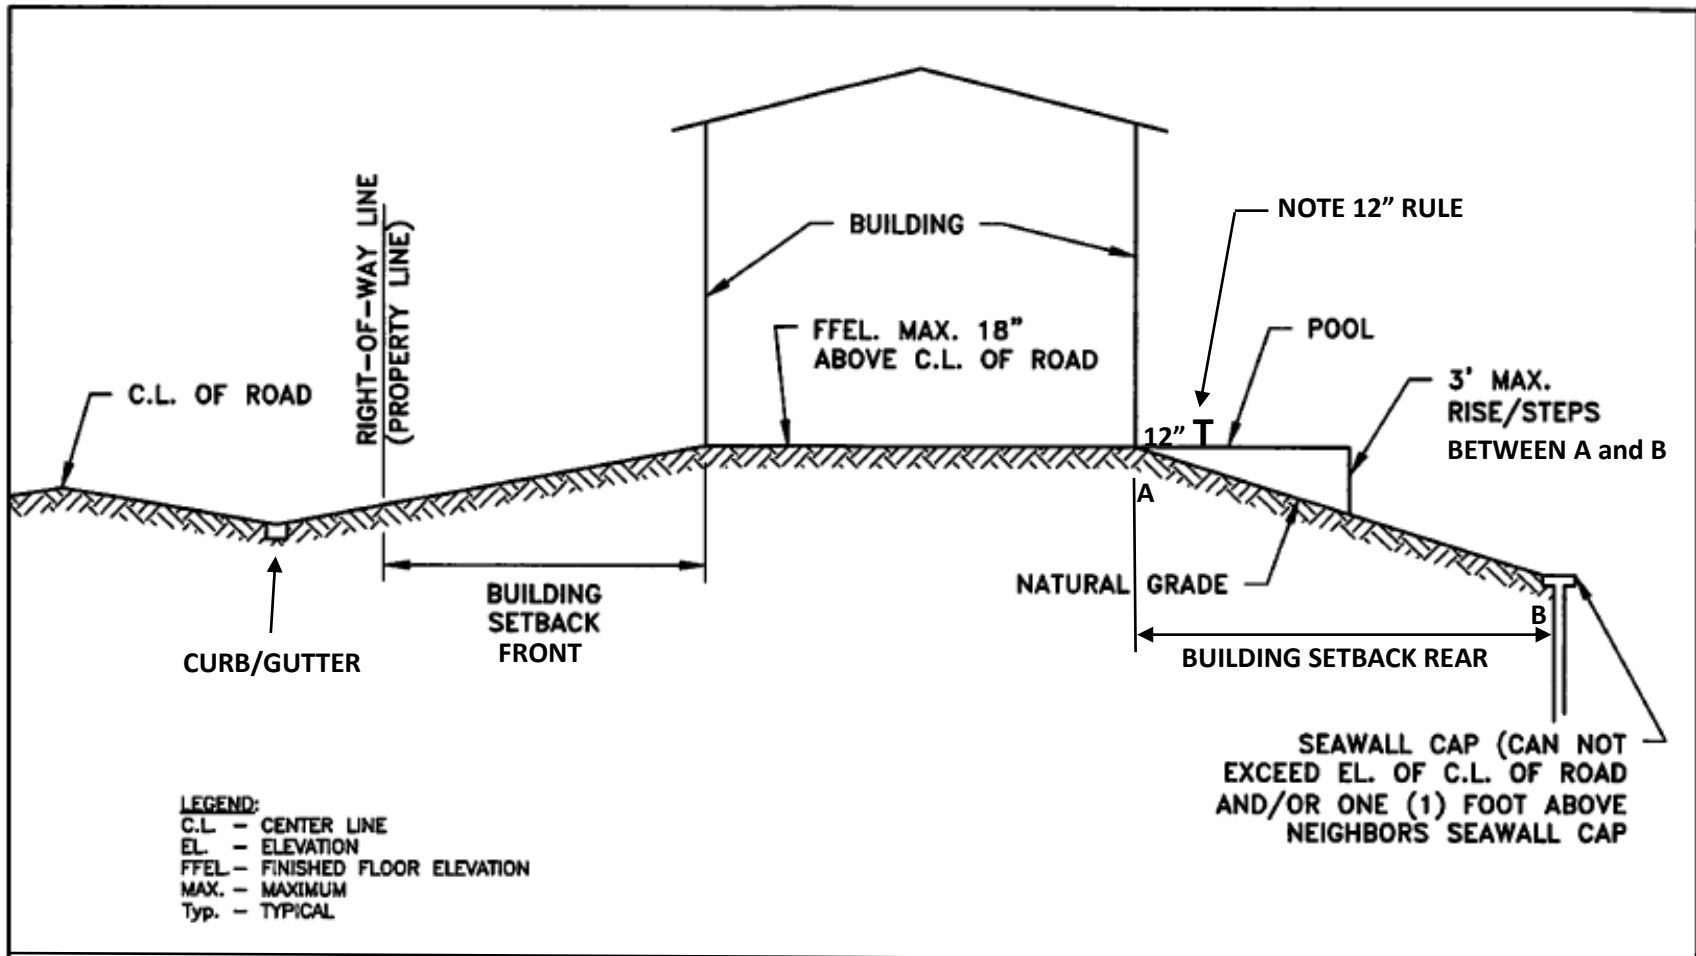 RIGHT-OF-WAY LINE
(PROPERTY LINE)
C.L. OF ROAD
BUILDING
NOTE 12” RULE
FFEL. MAX. 18”
ABOVE C.L. OF ROAD
POOL
3' MAX.
RISE/STEPS
BETWEEN A and B
12” T
A
NATURAL GRADE
B
BUILDING
SETBACK
FRONT
CURB/GUTTER
BUILDING SETBACK REAR
SEAWALL CAP (CAN NOT
EXCEED EL. OF C.L. OF ROAD
AND/OR ONE (1) FOOT ABOVE
NEIGHBORS SEAWALL CAP
LEGEND:
C.L. – CENTER LINE
EL. – ELEVATION
FFEL – FINISHED FLOOR ELEVATION
MAX. – MAXIMUM
Typ. – TYPICAL